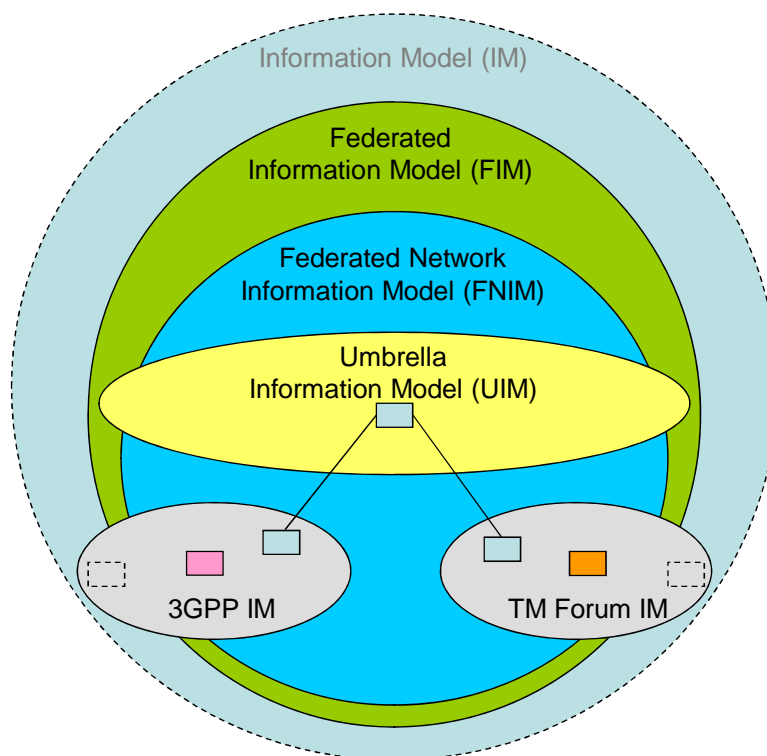 Information Model (IM)
Federated
Information Model (FIM)
Federated Network
Information Model (FNIM)
Umbrella
Information Model (UIM)
3GPP IM
TM Forum IM